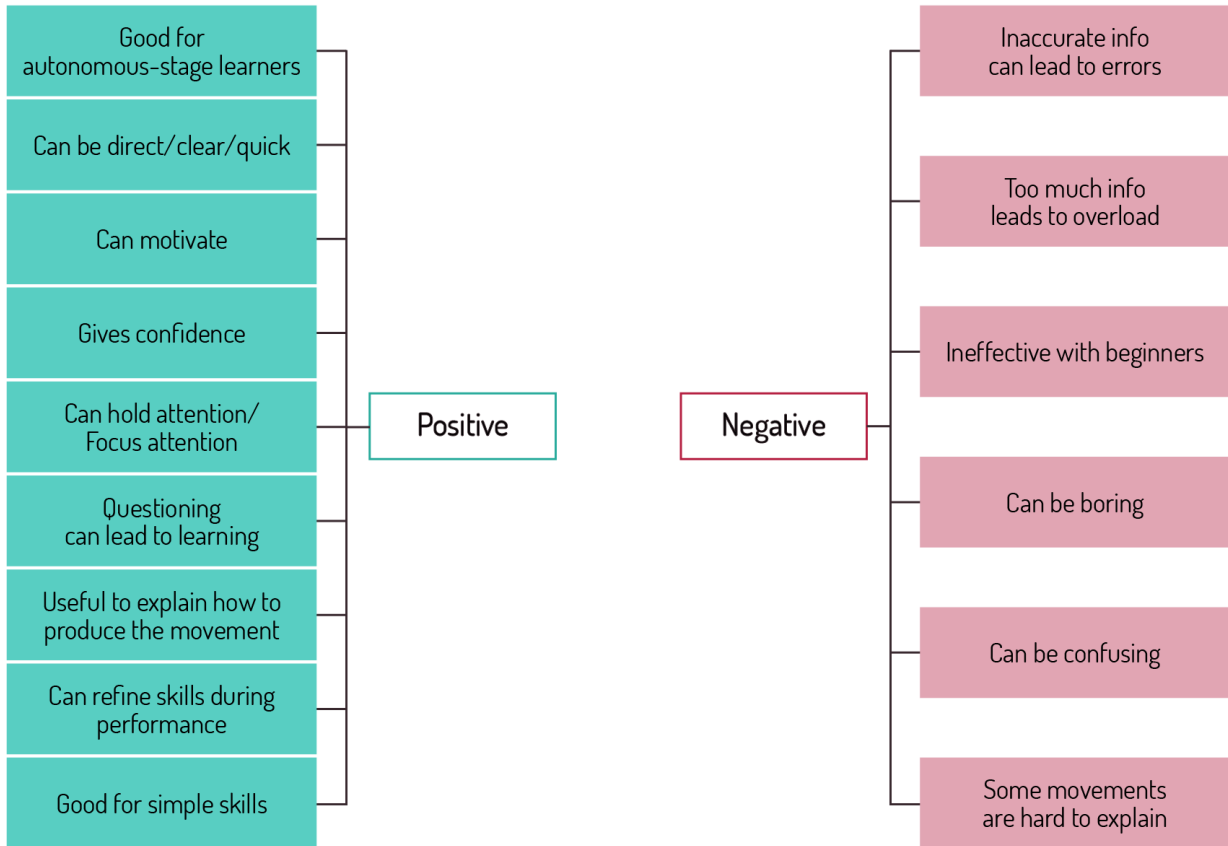 Good for
autonomous-stage learners
Can be direct/clear/quick
Can motivate
Gives confidence
Can hold attention/
Focus attention
Questioning
can lead to learning
Useful to explain how to
produce the movement
Can refine skills during
performance
Good for simple skills
Positive
Negative
Inaccurate info
can lead to errors
Too much info
leads to overload
Ineffective with beginners
Can be boring
Can be confusing
Some movements
are hard to explain